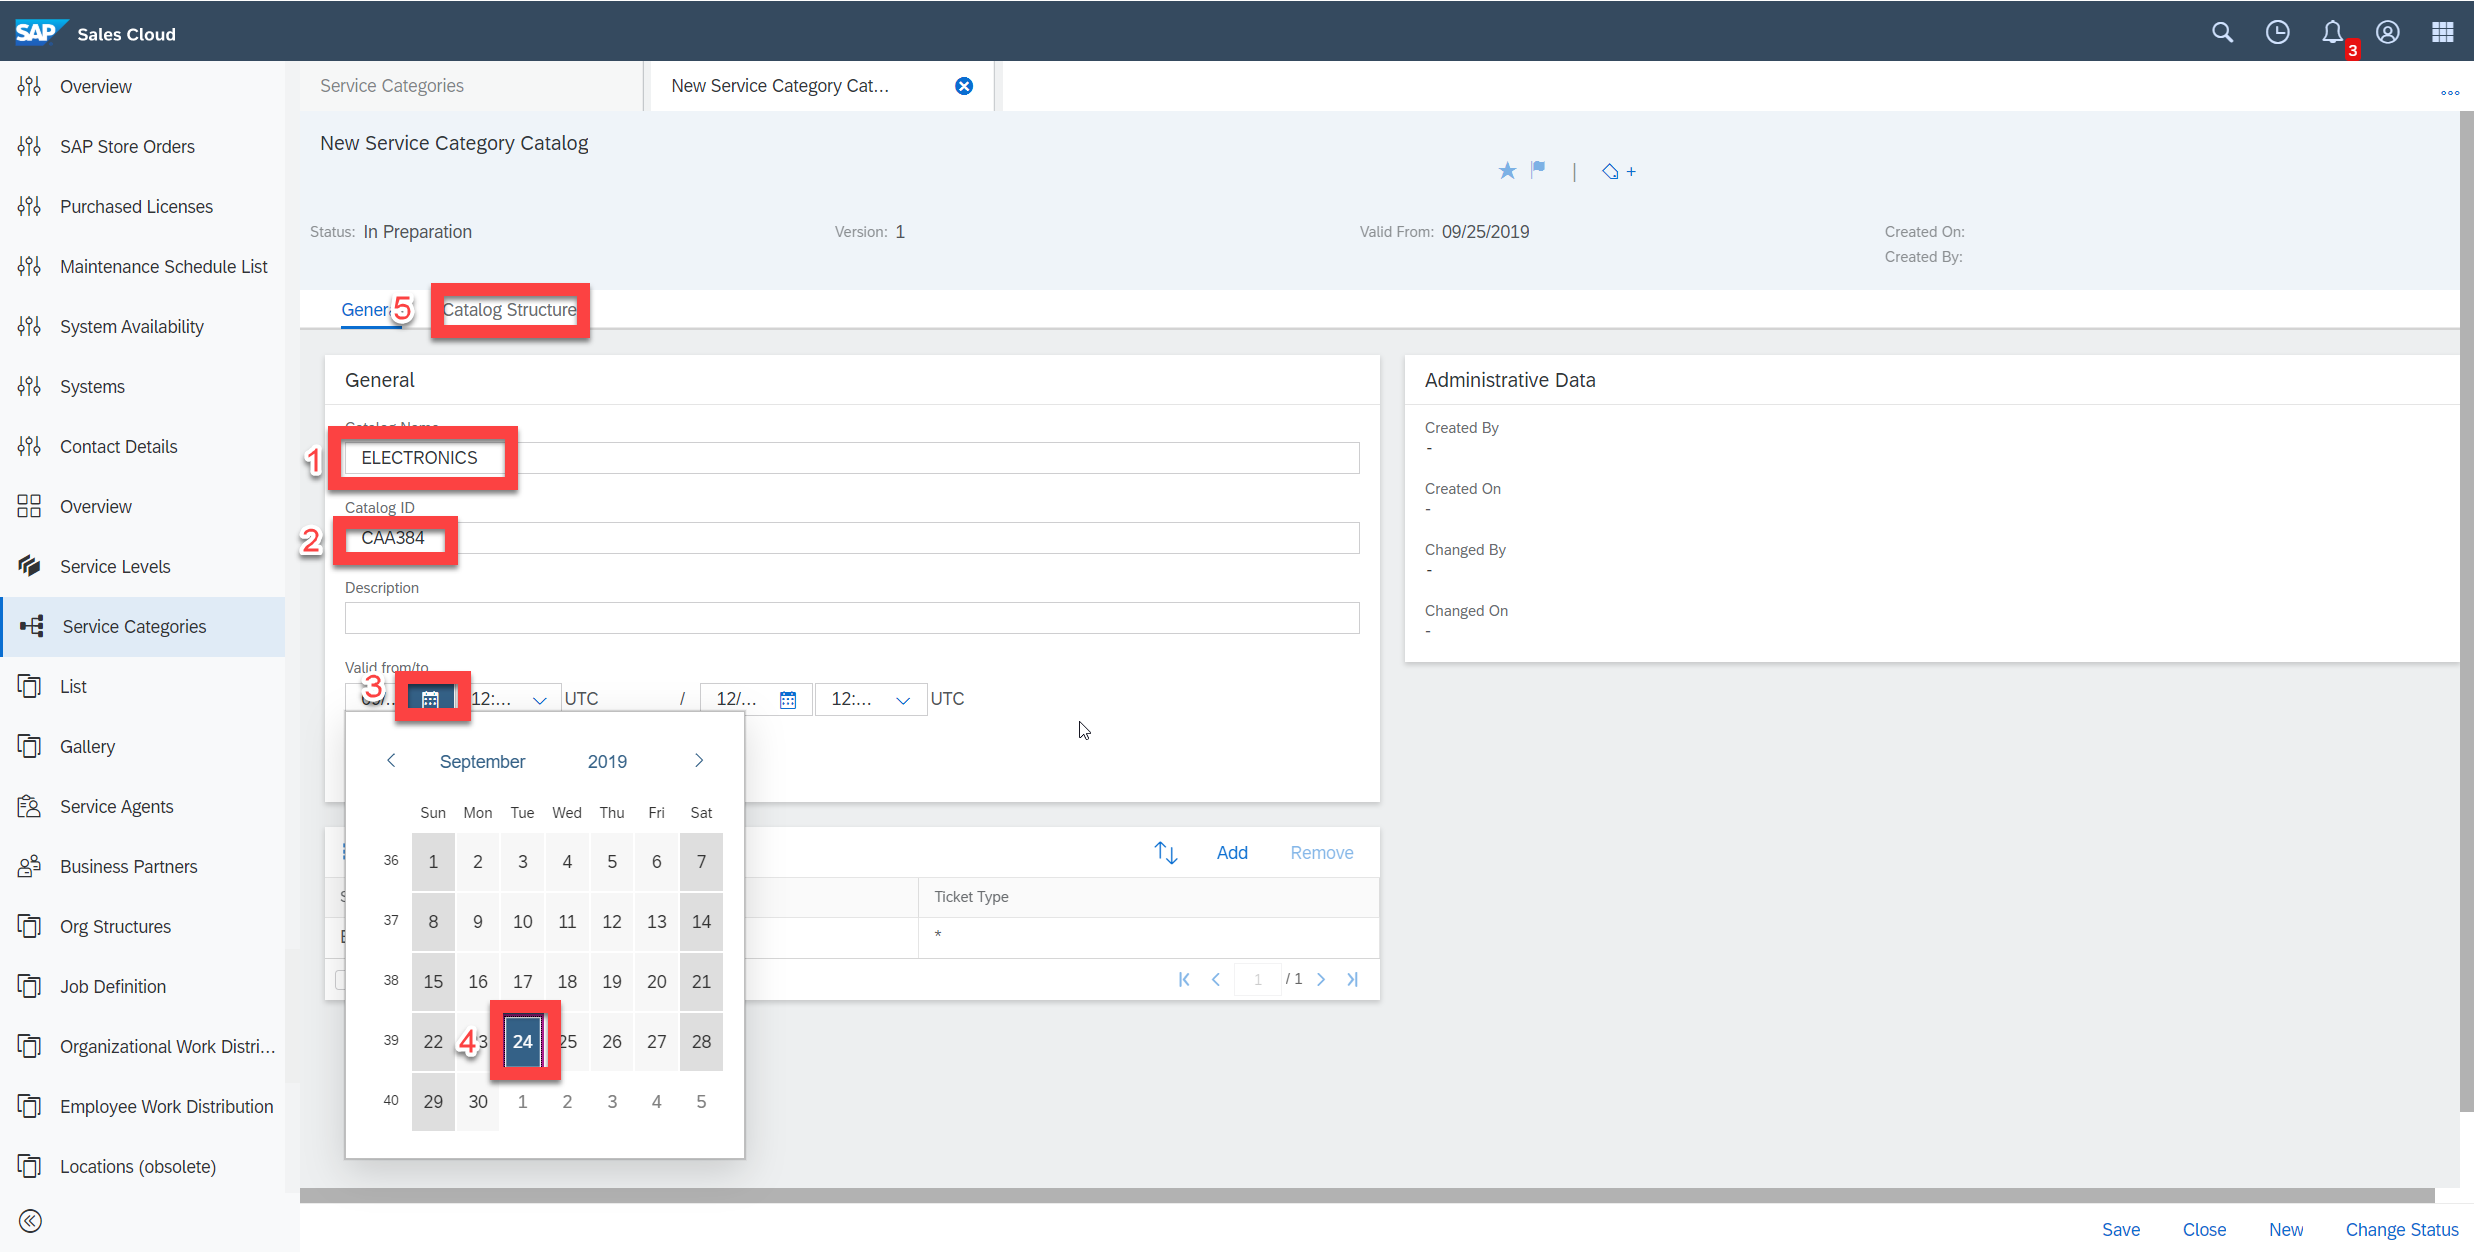 SAP Sales Cloud
3
Overview
SAP Store Orders
Purchased Licenses
Maintenance Schedule List
System Availability
Systems
Contact Details
Overview
Service Levels
Service Categories
List
Gallery
Service Agents
Business Partners
Org Structures
Job Definition
Organizational Work Distri...
Employee Work Distribution
Locations (obsolete)
Service Categories
New Service Category Cat...
New Service Category Catalog
Status: In Preparation
Version: 1
Valid From: 09/25/2019
Created On:
Created By:
5
Catalog Structure
General
1
ELECTRONICS
Catalog ID
2
CAA384
Description
Valid from/to
3
12:... UTC / 12/... 12:... UTC
September 2019
Sun Mon Tue Wed Thu Fri Sat
36 1 2 3 4 5 6 7
37 8 9 10 11 12 13 14
38 15 16 17 18 19 20 21
39 22 4 24 25 26 27 28
40 29 30 1 2 3 4 5
Add Remove
Ticket Type
*
1 / 1
Administrative Data
Created By
-
Created On
-
Changed By
-
Changed On
-
Save Close New Change Status